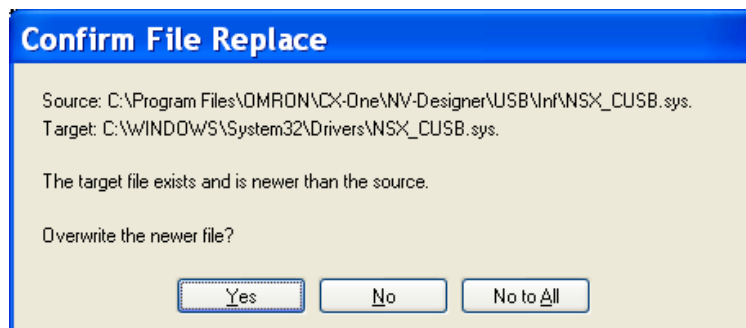 Confirm File Replace
Source: C:\Program Files\OMRON\CX-One\NV-Designer\USB\Inf\NSX_CUSB.sys.
Target: C:\WINDOWS\System32\Drivers\NSX_CUSB.sys.
The target file exists and is newer than the source.
Overwrite the newer file?
Yes No No to All